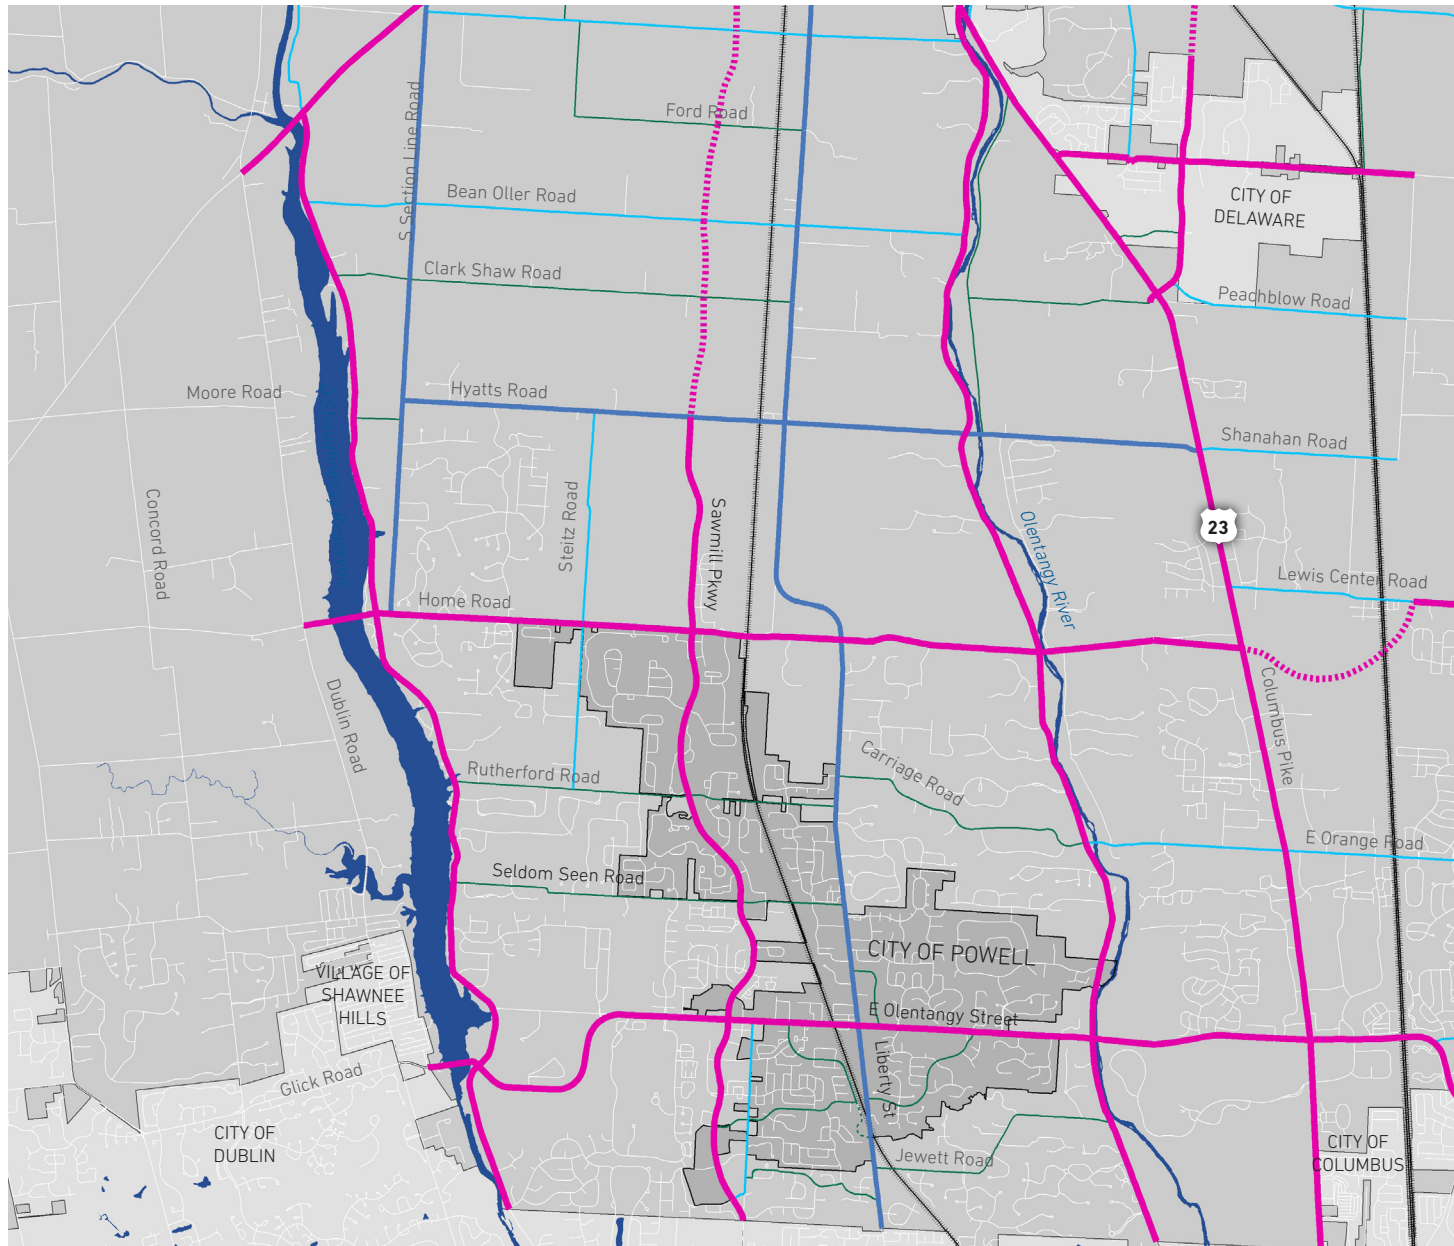 Ford Road
S Section Line Road
Bean Oller Road
CITY OF
DELAWARE
Clark Shaw Road
Peachblow Road
Moore Road
Hyatts Road
Shanahan Road
Concord Road
Steitz Road
Sawmill Pkwy
Olentangy River
23
Lewis Center Road
Home Road
Dublin Road
Columbus Pike
Rutherford Road
Carriage Road
E Orange Road
Seldom Seen Road
CITY OF POWELL
VILLAGE OF
SHAWNEE
HILLS
E Olentangy Street
Liberty St
Glick Road
CITY OF
DUBLIN
Jewett Road
CITY OF
COLUMBUS